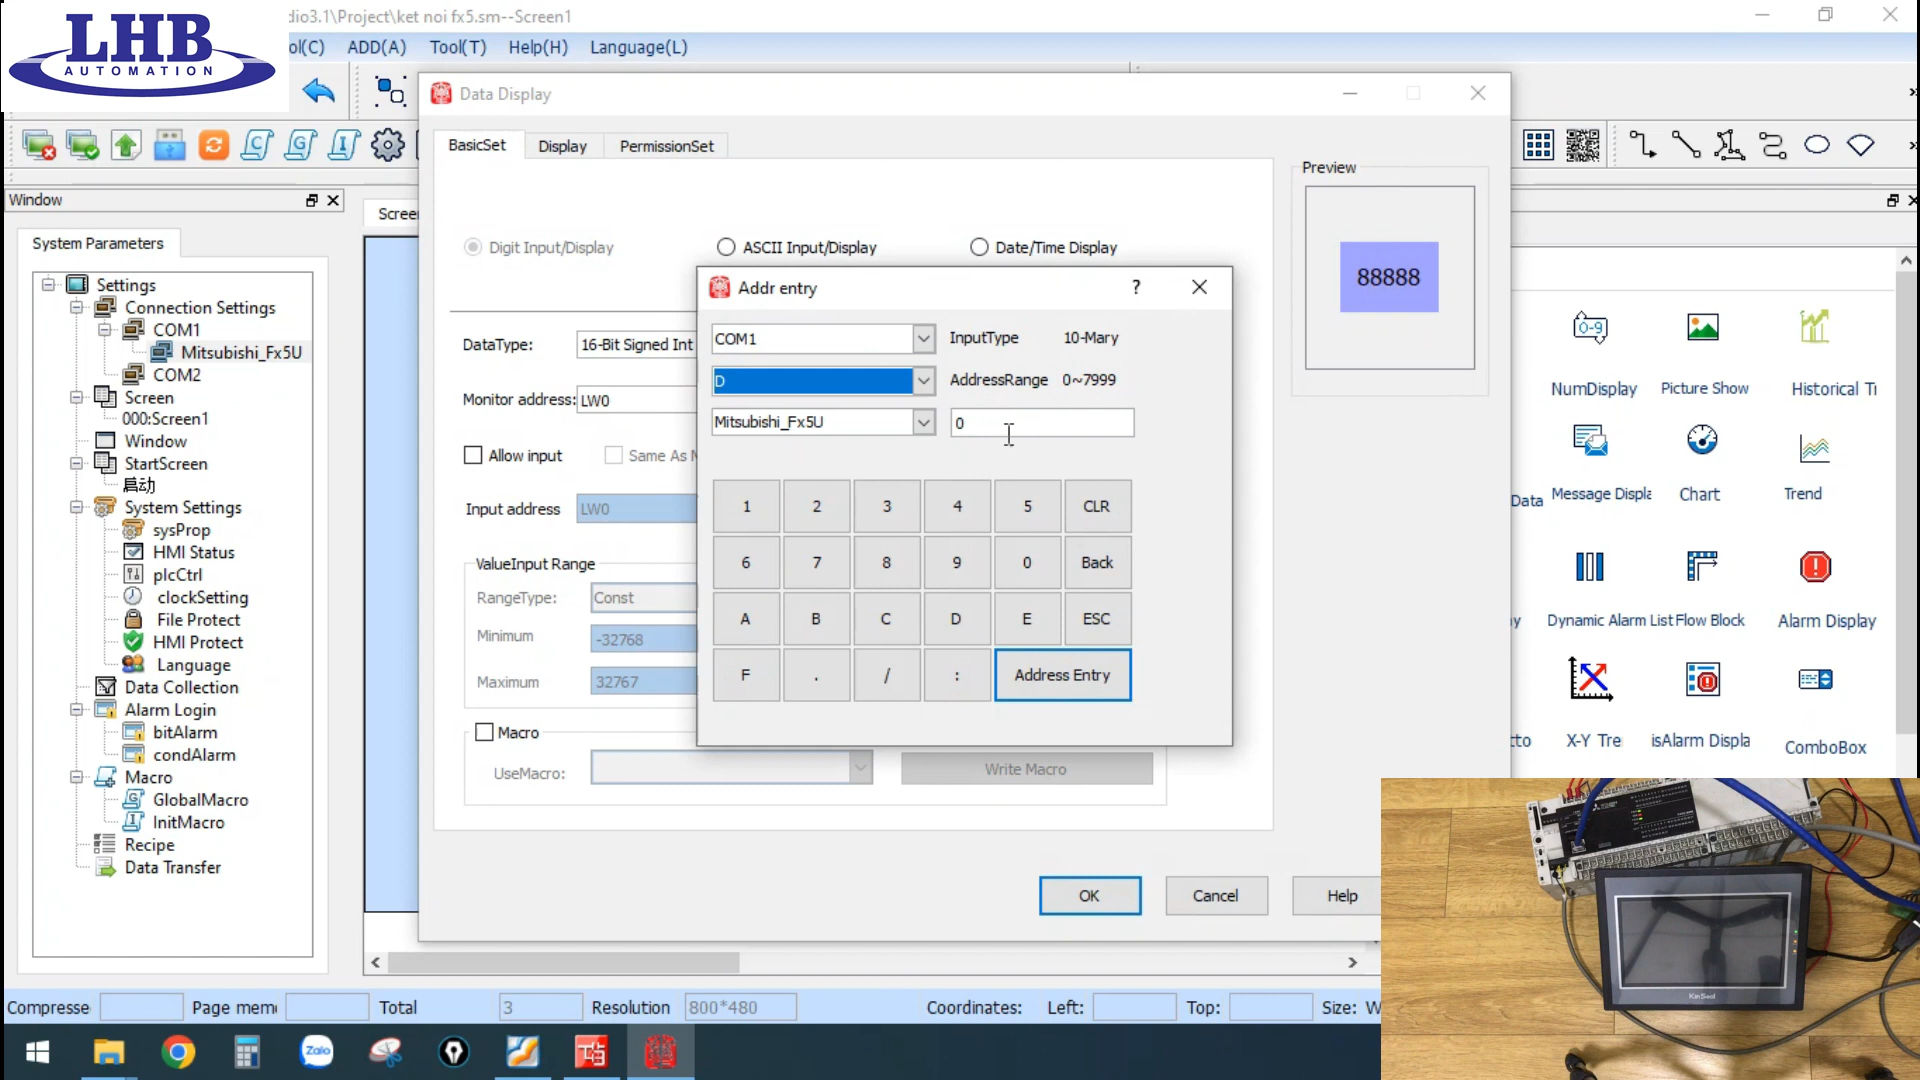 LHB
AUTOMATION
dio3.1\Project\ket noi fx5.sm--Screen1
ol(C)
ADD(A)
Tool(T)
Help(H)
Language(L)
Data Display
BasicSet
Display
PermissionSet
Preview
88888
Window
System Parameters
Settings
Connection Settings
COM1
Mitsubishi_Fx5U
COM2
Screen
000:Screen1
Window
StartScreen
启动
System Settings
sysProp
HMI Status
plcCtrl
clockSetting
File Protect
HMI Protect
Language
Data Collection
Alarm Login
bitAlarm
condAlarm
Macro
GlobalMacro
InitMacro
Recipe
Data Transfer
Scree
Digit Input/Display
ASCII Input/Display
Date/Time Display
DataType:
16-Bit Signed Int
Monitor address:
LW0
Allow input
Same As
Input address
LW0
ValueInput Range
RangeType:
Const
Minimum
-32768
Maximum
32767
Macro
UseMacro:
Write Macro
OK
Cancel
Help
Addr entry
?
COM1
InputType
10-Mary
D
AddressRange
0~7999
Mitsubishi_Fx5U
0
1 2 3 4 5 CLR
6 7 8 9 0 Back
A B C D E ESC
F . / : Address Entry
0-9
NumDisplay
Picture Show
Historical Ti
Data
Message Displa
Chart
Trend
Dynamic Alarm List
Flow Block
Alarm Display
X-Y Tre
isAlarm Displa
ComboBox
Compresse
Page mem
Total
3
Resolution
800*480
Coordinates:
Left:
Top:
Size: W
Zalo
KinSeal